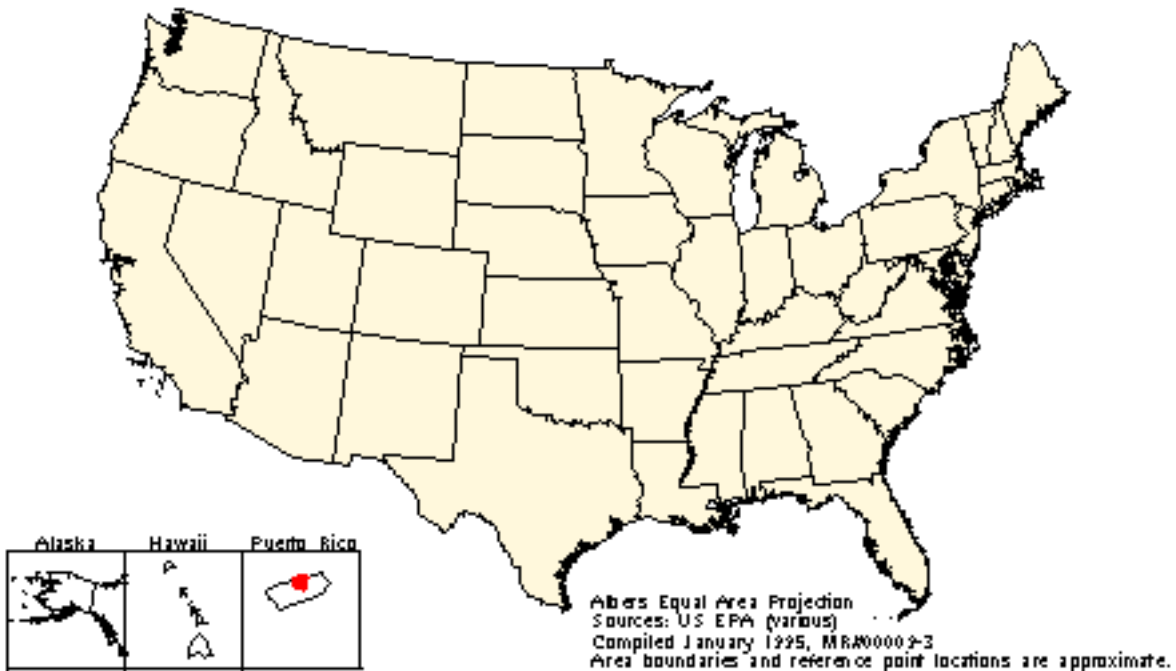 Alaska Hawaii Puerto Rico
Albers Equal Area Projection
Sources: US EPA (various)
Compiled January 1995, MR#00009-3
Area boundaries and reference point locations are approximate.